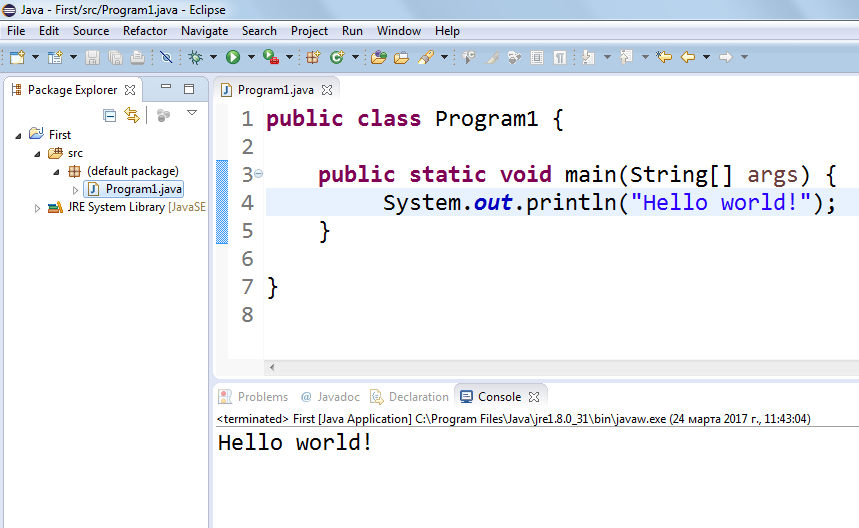 Java - First/src/Program1.java - Eclipse
File Edit Source Refactor Navigate Search Project Run Window Help
Package Explorer
First
src
(default package)
Program1.java
JRE System Library [JavaSE
Program1.java
1 public class Program1 {
2
3 public static void main(String[] args) {
4 System.out.println("Hello world!");
5 }
6
7 }
8
Problems @ Javadoc Declaration Console
<terminated> First [Java Application] C:\Program Files\Java\jre1.8.0_31\bin\javaw.exe (24 марта 2017 г., 11:43:04)
Hello world!